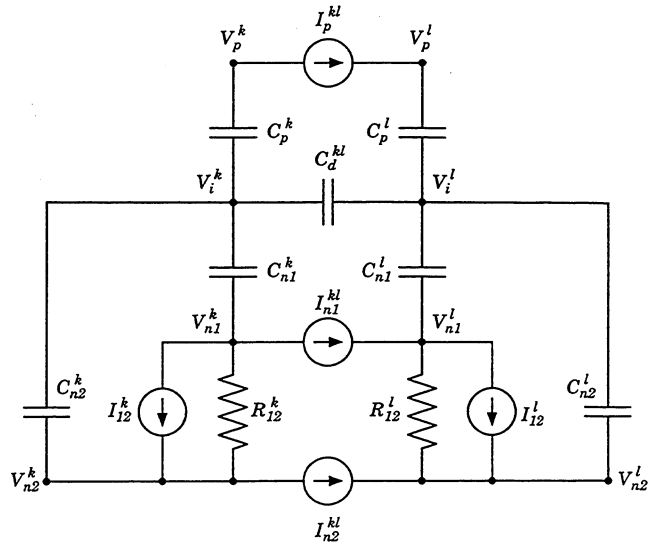 I_p^{kl}
V_p^k
V_p^l
C_p^k
C_p^l
C_d^{kl}
V_i^k
V_i^l
C_{n1}^k
C_{n1}^l
I_{n1}^{kl}
V_{n1}^k
V_{n1}^l
C_{n2}^k
I_{12}^k
R_{12}^k
R_{12}^l
I_{12}^l
C_{n2}^l
V_{n2}^k
V_{n2}^l
I_{n2}^{kl}